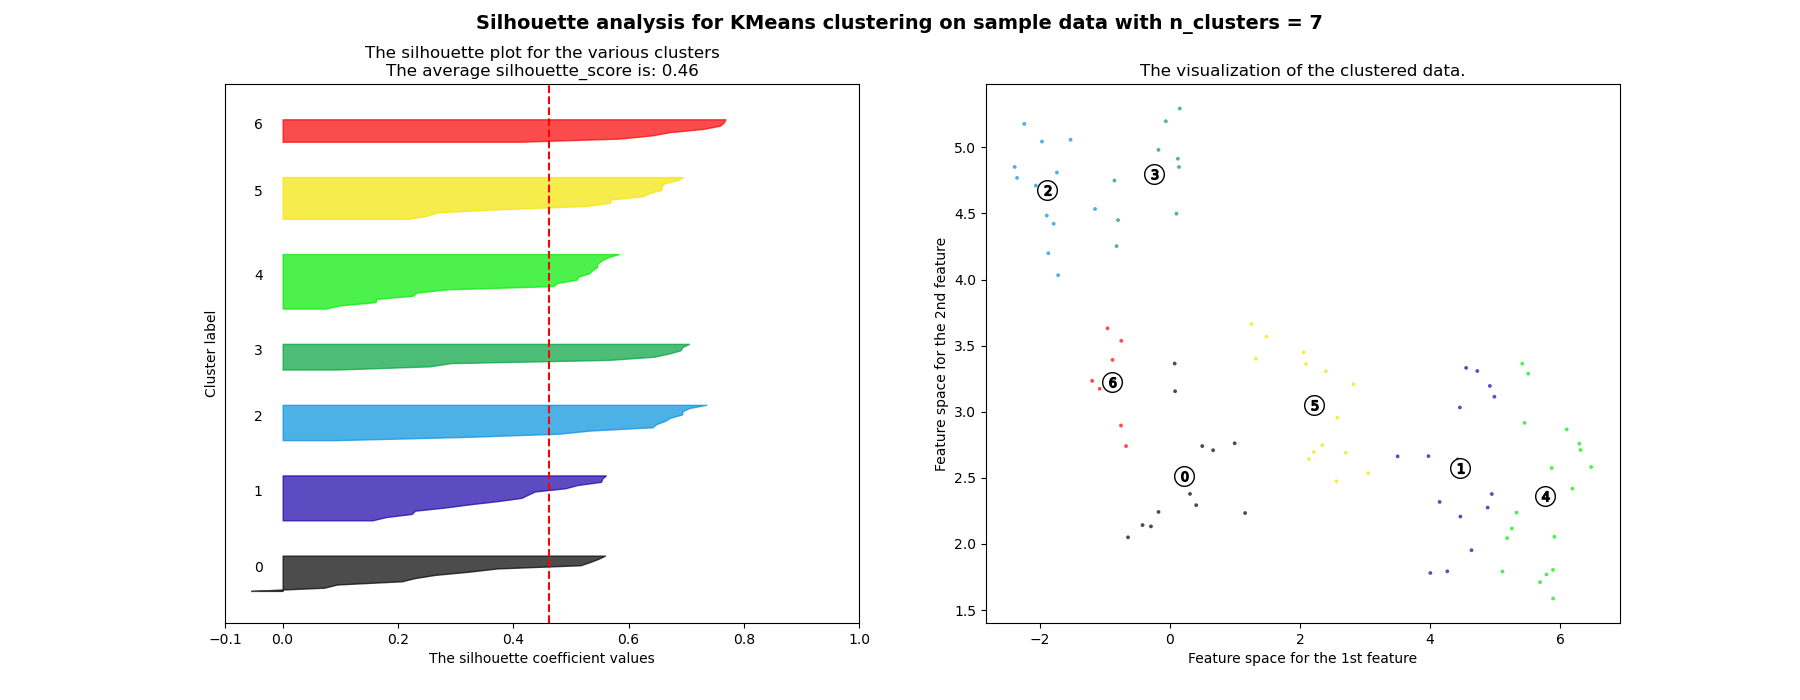 Silhouette analysis for KMeans clustering on sample data with n_clusters = 7
The silhouette plot for the various clusters
The average silhouette_score is: 0.46
6
5
4
3
2
1
0
Cluster label
−0.1 0.0 0.2 0.4 0.6 0.8 1.0
The silhouette coefficient values
The visualization of the clustered data.
5.0
4.5
4.0
3.5
3.0
2.5
2.0
1.5
Feature space for the 2nd feature
3
2
6
5
0
1
4
−2 0 2 4 6
Feature space for the 1st feature